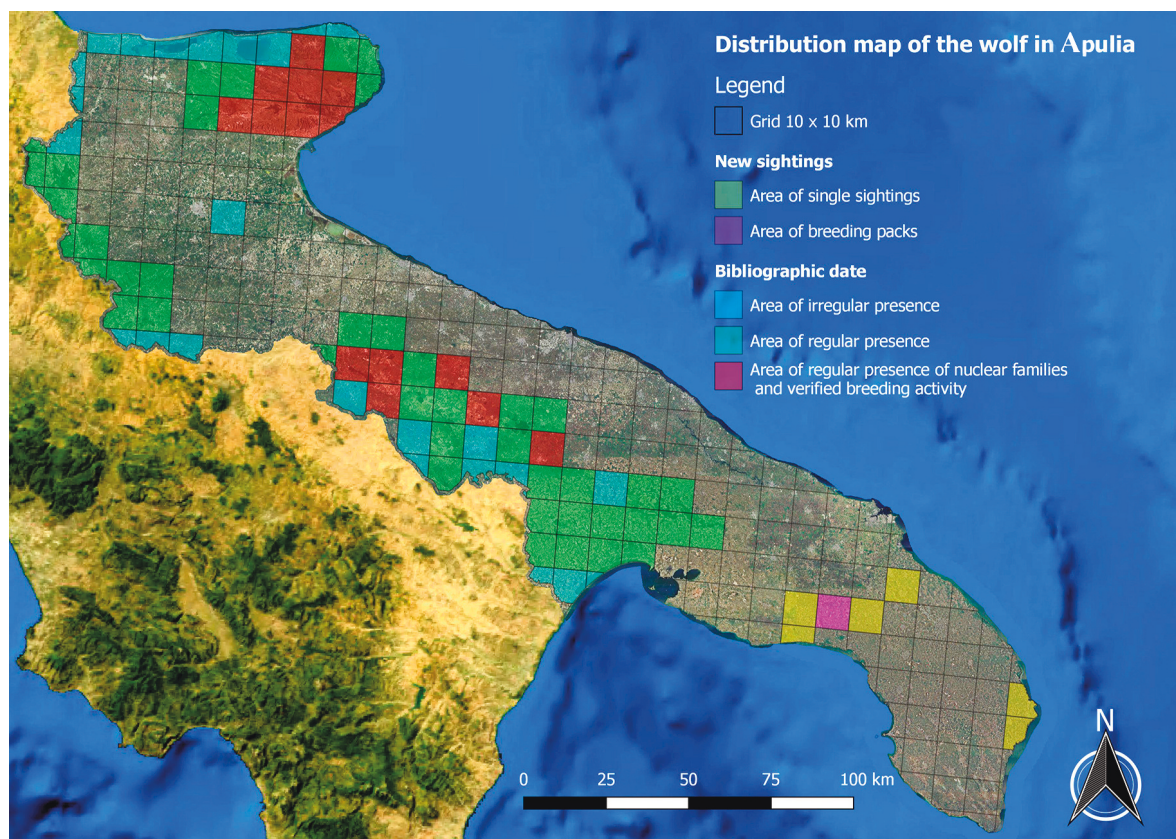 Distribution map of the wolf in Apulia
Legend
Grid 10 x 10 km
New sightings
Area of single sightings
Area of breeding packs
Bibliographic date
Area of irregular presence
Area of regular presence
Area of regular presence of nuclear families
and verified breeding activity
N
0 25 50 75 100 km